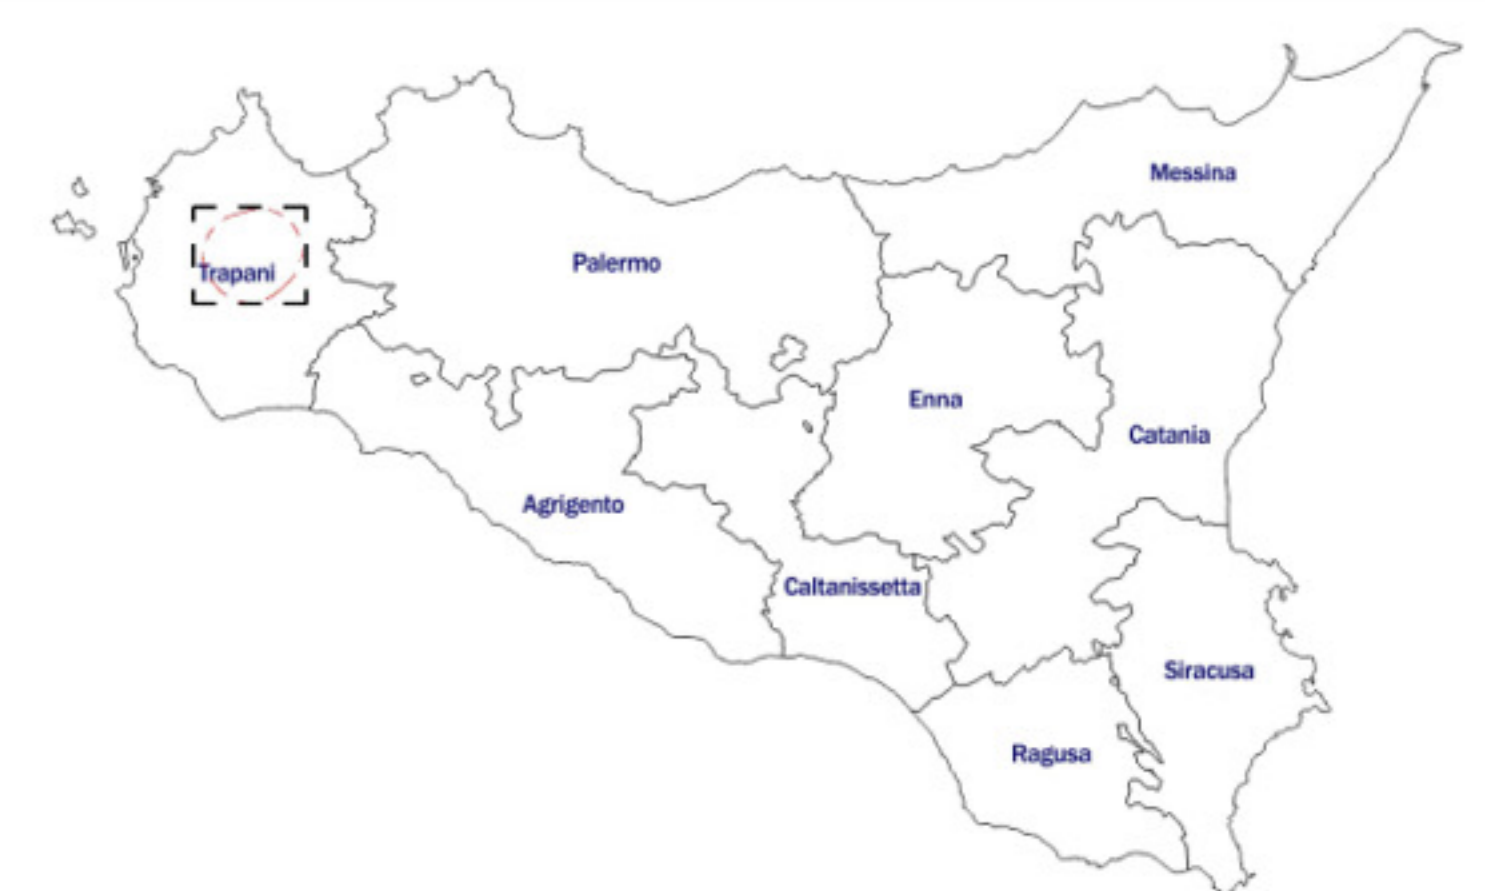 Messina
Palermo
Trapani
Enna
Catania
Agrigento
Caltanissetta
Siracusa
Ragusa